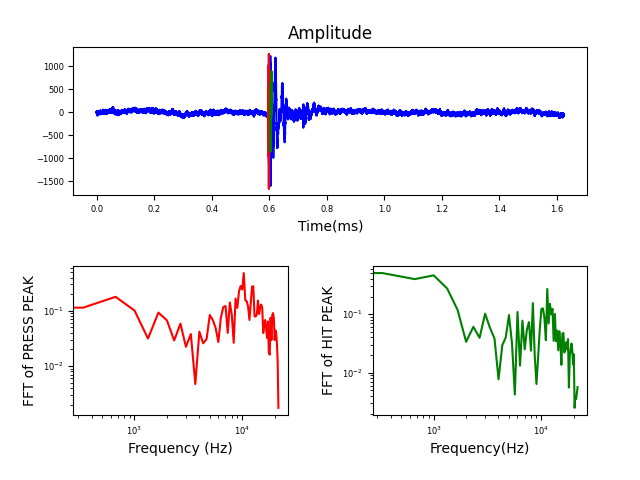 Amplitude
1000
500
0
−500
−1000
−1500
0.0 0.2 0.4 0.6 0.8 1.0 1.2 1.4 1.6
Time(ms)
FFT of PRESS PEAK
10⁻¹
10⁻²
10³ 10⁴
Frequency (Hz)
FFT of HIT PEAK
10⁻¹
10⁻²
10³ 10⁴
Frequency(Hz)